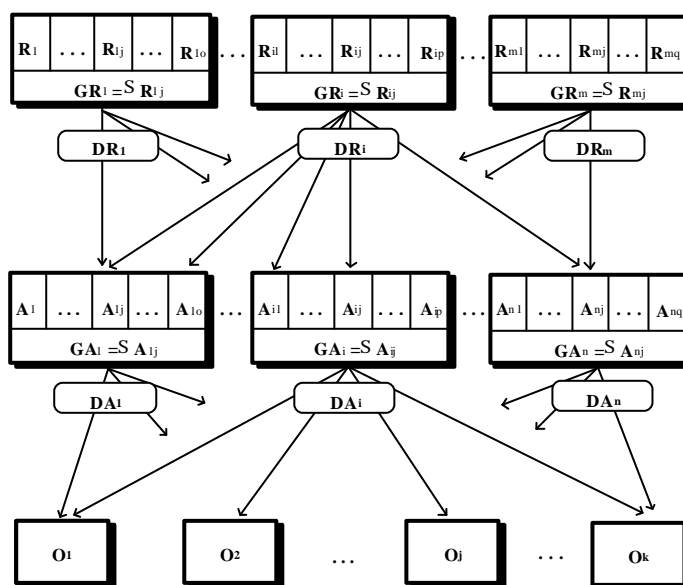 R1 ... R1j ... R1o ... Ri1 ... Rij ... Rip ... Rm1 ... Rmj ... Rmq
GR1=S R1j GRi=S Rij GRm=S Rmj
DR1 DRi DRm
A1 ... A1j ... A1o ... Ai1 ... Aij ... Aip ... An1 ... Anj ... Anq
GA1=S A1j GAi=S Aij GAn=S Anj
DA1 DAi DAn
O1 O2 ... Oj ... Ok